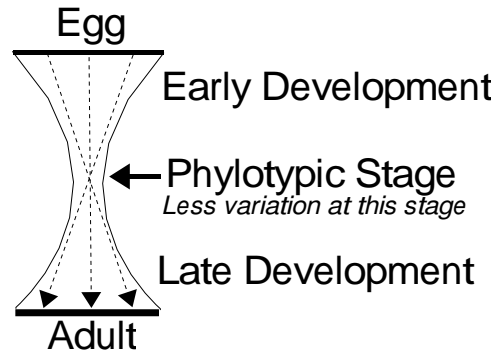 Egg
Early Development
Phylotypic Stage
Less variation at this stage
Late Development
Adult